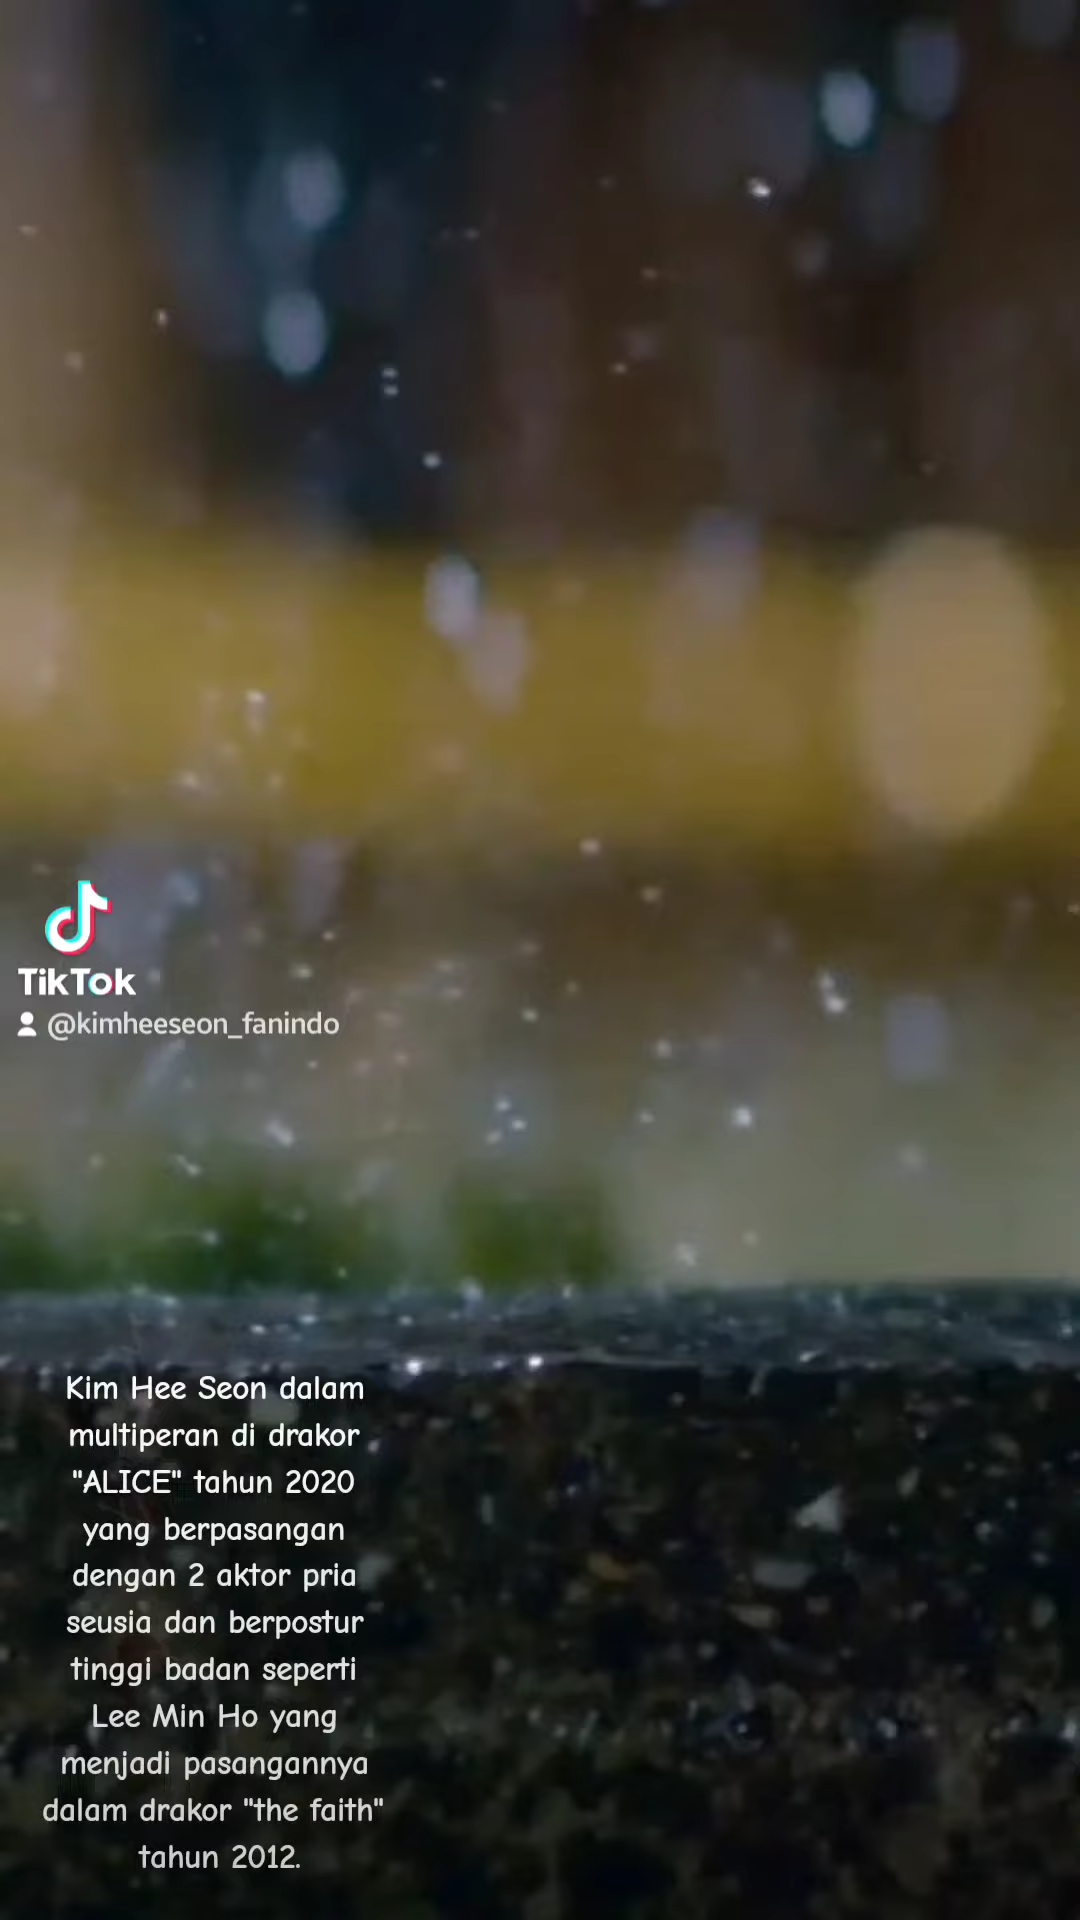 TikTok
@kimheeseon_fanindo
Kim Hee Seon dalam
multiperan di drakor
"ALICE" tahun 2020
yang berpasangan
dengan 2 aktor pria
seusia dan berpostur
tinggi badan seperti
Lee Min Ho yang
menjadi pasangannya
dalam drakor "the faith"
tahun 2012.